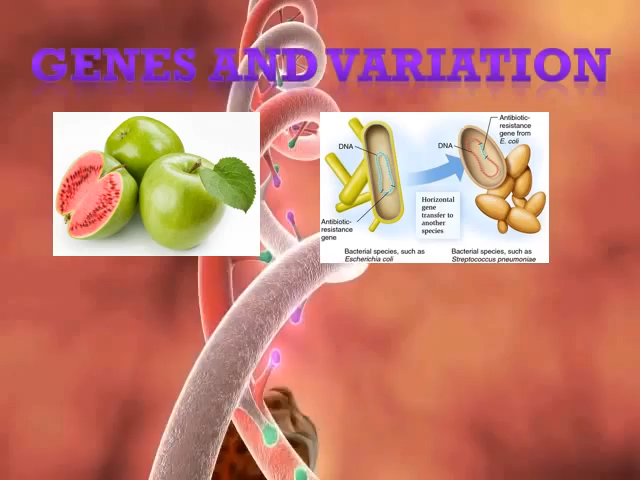 GENES AND VARIATION
Antibiotic-
resistance
gene from
E. coli
DNA
DNA
Horizontal
gene
transfer to
another
species
Antibiotic-
resistance
gene
Bacterial species, such as
Escherichia coli
Bacterial species, such as
Streptococcus pneumoniae